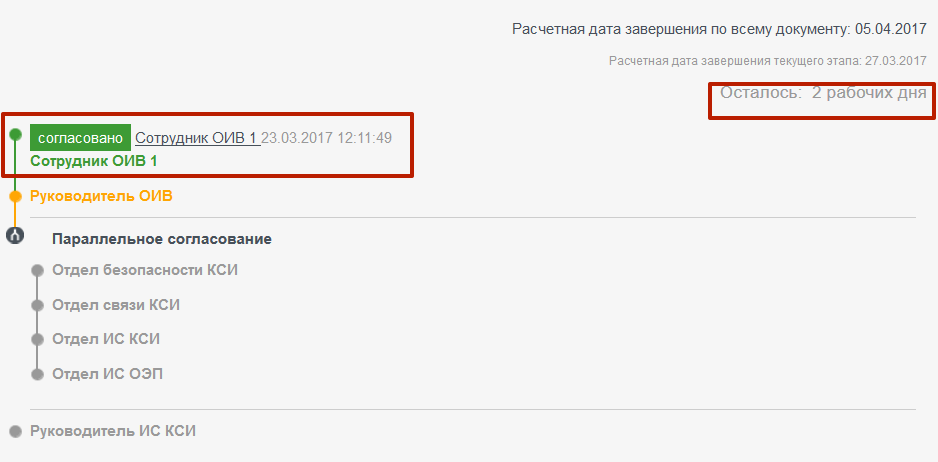 Расчетная дата завершения по всему документу: 05.04.2017
Расчетная дата завершения текущего этапа: 27.03.2017
Осталось: 2 рабочих дня
согласовано Сотрудник ОИВ 1 23.03.2017 12:11:49
Сотрудник ОИВ 1
Руководитель ОИВ
Параллельное согласование
Отдел безопасности КСИ
Отдел связи КСИ
Отдел ИС КСИ
Отдел ИС ОЭП
Руководитель ИС КСИ